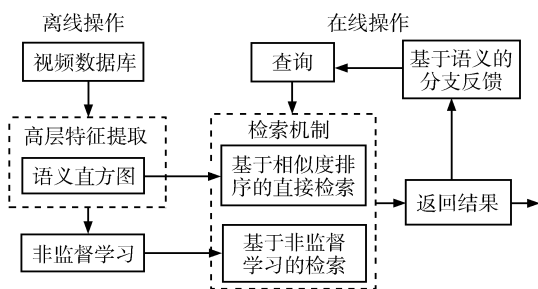 离线操作
在线操作
视频数据库
查询
基于语义的
分支反馈
高层特征提取
检索机制
语义直方图
基于相似度排
序的直接检索
返回结果
非监督学习
基于非监督
学习的检索